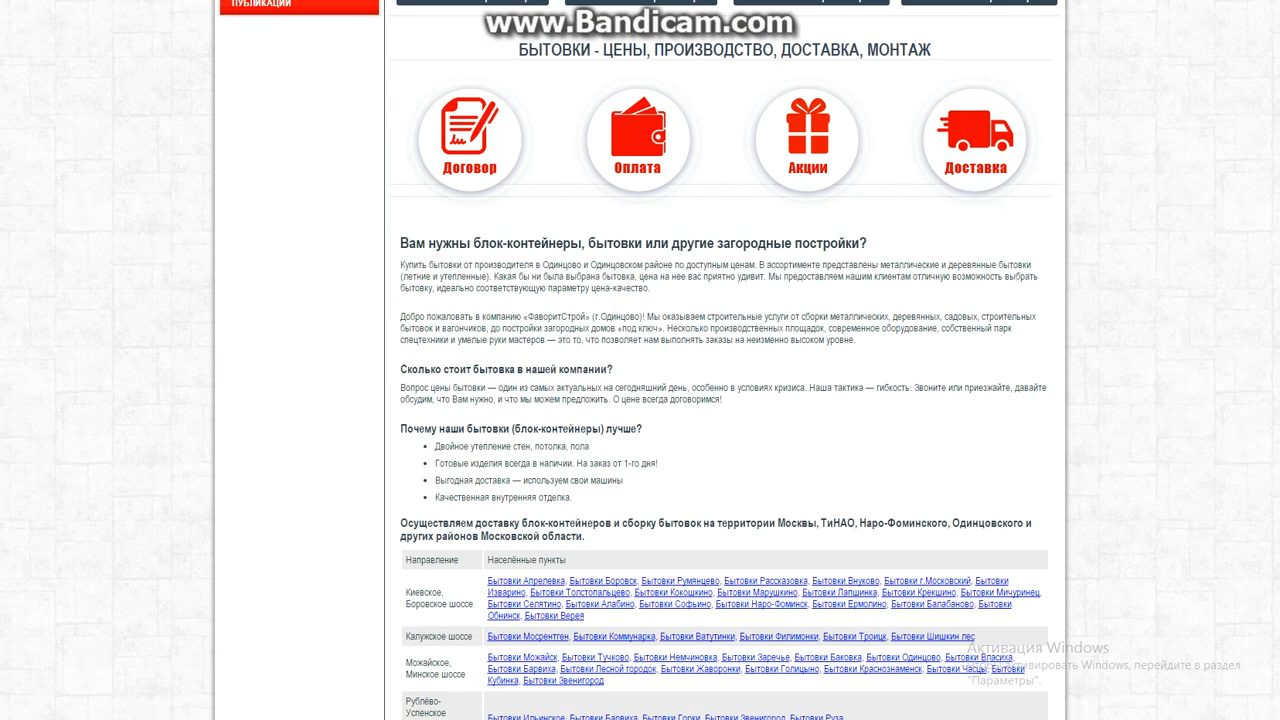 ПУБЛИКАЦИИ
www.Bandicam.com
БЫТОВКИ - ЦЕНЫ, ПРОИЗВОДСТВО, ДОСТАВКА, МОНТАЖ
Договор
Оплата
Акции
Доставка
Вам нужны блок-контейнеры, бытовки или другие загородные постройки?
Купить бытовки от производителя в Одинцово и Одинцовском районе по доступным ценам. В ассортименте представлены металлические и деревянные бытовки
(летние и утепленные). Какая бы ни была выбрана бытовка, цена на нее вас приятно удивит. Мы предоставляем нашим клиентам отличную возможность выбрать
бытовку, идеально соответствующую параметру цена-качество.
Добро пожаловать в компанию «ФаворитСтрой» (г.Одинцово)! Мы оказываем строительные услуги от сборки металлических, деревянных, садовых, строительных
бытовок и вагончиков, до постройки загородных домов «под ключ». Несколько производственных площадок, современное оборудование, собственный парк
спецтехники и умелые руки мастеров — это то, что позволяет нам выполнять заказы на неизменно высоком уровне.
Сколько стоит бытовка в нашей компании?
Вопрос цены бытовки — один из самых актуальных на сегодняшний день, особенно в условиях кризиса. Наша тактика — гибкость. Звоните или приезжайте, давайте
обсудим, что Вам нужно, и что мы можем предложить. О цене всегда договоримся!
Почему наши бытовки (блок-контейнеры) лучше?
• Двойное утепление стен, потолка, пола
• Готовые изделия всегда в наличии. На заказ от 1-го дня!
• Выгодная доставка — используем свои машины
• Качественная внутренняя отделка.
Осуществляем доставку блок-контейнеров и сборку бытовок на территории Москвы, ТиНАО, Наро-Фоминского, Одинцовского и
других районов Московской области.
Направление Населённые пункты
Киевское,
Боровское шоссе
Бытовки Апрелевка, Бытовки Боровск, Бытовки Румянцево, Бытовки Рассказовка, Бытовки Внуково, Бытовки г.Московский, Бытовки
Изварино, Бытовки Толстопальцево, Бытовки Кокошкино, Бытовки Марушкино, Бытовки Лапшинка, Бытовки Крекшино, Бытовки Мичуринец,
Бытовки Селятино, Бытовки Алабино, Бытовки Софьино, Бытовки Наро-Фоминск, Бытовки Ермолино, Бытовки Балабаново, Бытовки
Обнинск, Бытовки Верея
Калужское шоссе Бытовки Мосрентген, Бытовки Коммунарка, Бытовки Ватутинки, Бытовки Филимонки, Бытовки Троицк, Бытовки Шишкин лес
Можайское,
Минское шоссе
Бытовки Можайск, Бытовки Тучково, Бытовки Немчиновка, Бытовки Заречье, Бытовки Баковка, Бытовки Одинцово, Бытовки Власиха,
Бытовки Барвиха, Бытовки Лесной городок, Бытовки Жаворонки, Бытовки Голицыно, Бытовки Краснознаменск, Бытовки Часцы, Бытовки
Кубинка, Бытовки Звенигород
Рублёво-
Успенское
Бытовки Ильинское, Бытовки Барвиха, Бытовки Горки, Бытовки Звенигород, Бытовки Руза
Активация Windows
активировать Windows, перейдите в раздел
"Параметры".